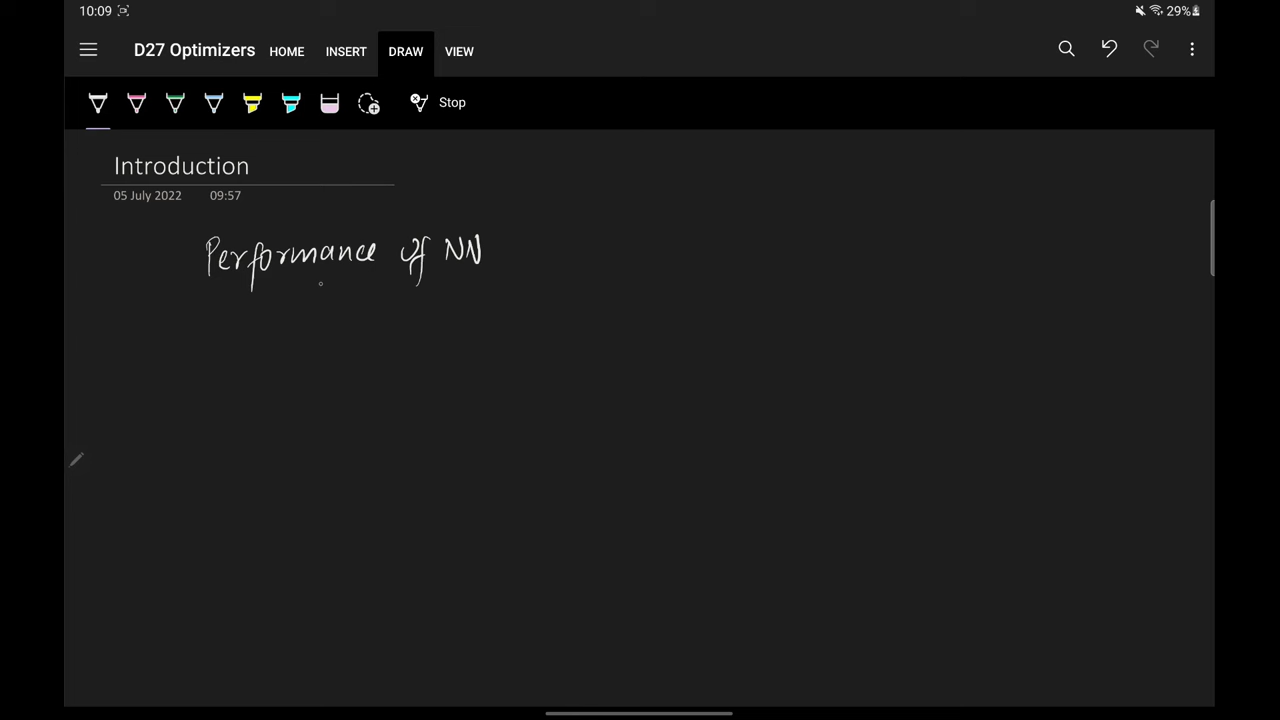 10:09 29%
D27 Optimizers HOME INSERT DRAW VIEW
Stop
Introduction
05 July 2022 09:57
Performance of NN